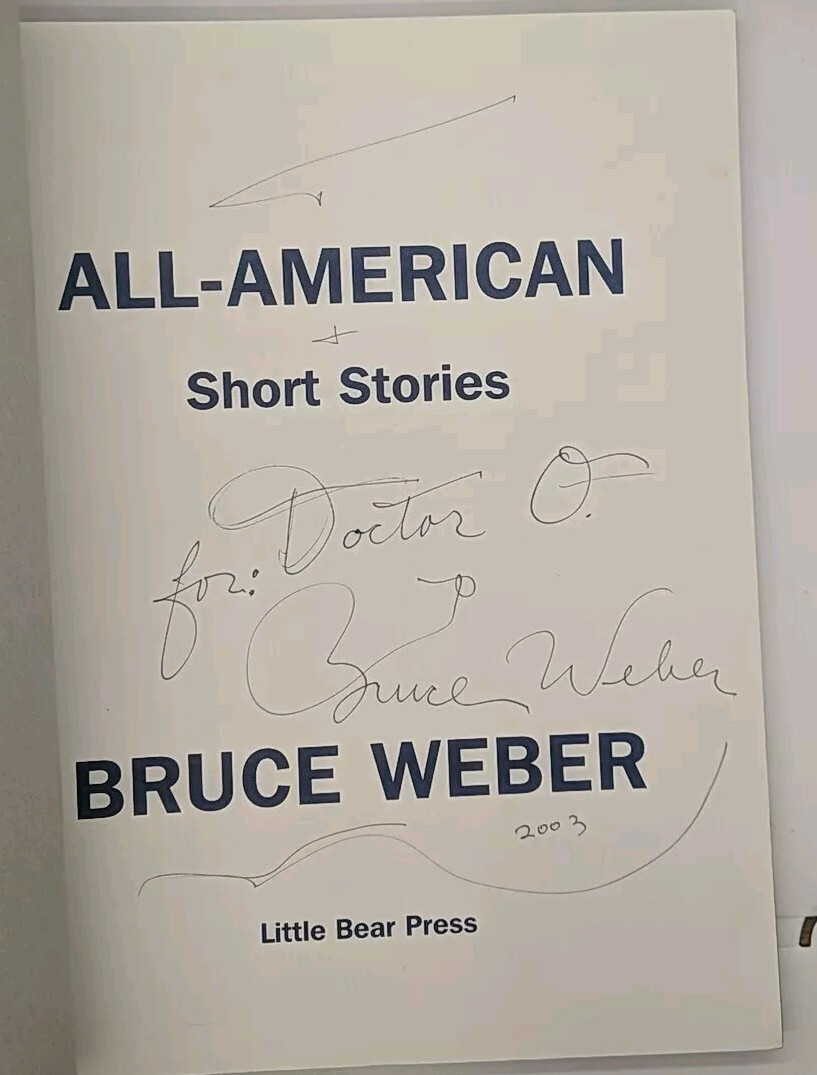 ALL-AMERICAN
+
Short Stories
for: Doctor O.
Bruce Weber
BRUCE WEBER
2003
Little Bear Press